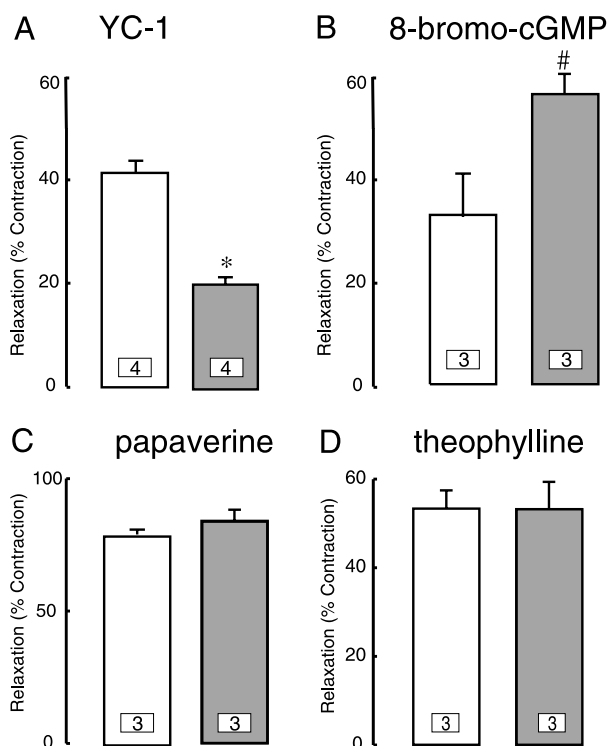 A YC-1
Relaxation (% Contraction)
60
40
20
0
*
4 4
B 8-bromo-cGMP
Relaxation (% Contraction)
60
40
20
0
#
3 3
C papaverine
Relaxation (% Contraction)
100
50
0
3 3
D theophylline
Relaxation (% Contraction)
60
40
20
0
3 3